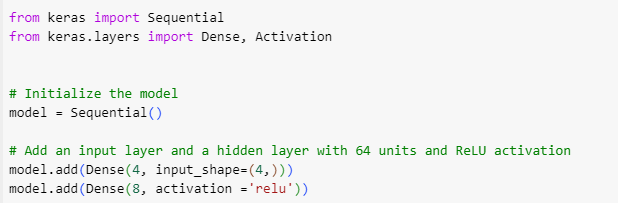 from keras import Sequential
from keras.layers import Dense, Activation
# Initialize the model
model = Sequential()
# Add an input layer and a hidden layer with 64 units and ReLU activation
model.add(Dense(4, input_shape=(4,)))
model.add(Dense(8, activation ='relu'))